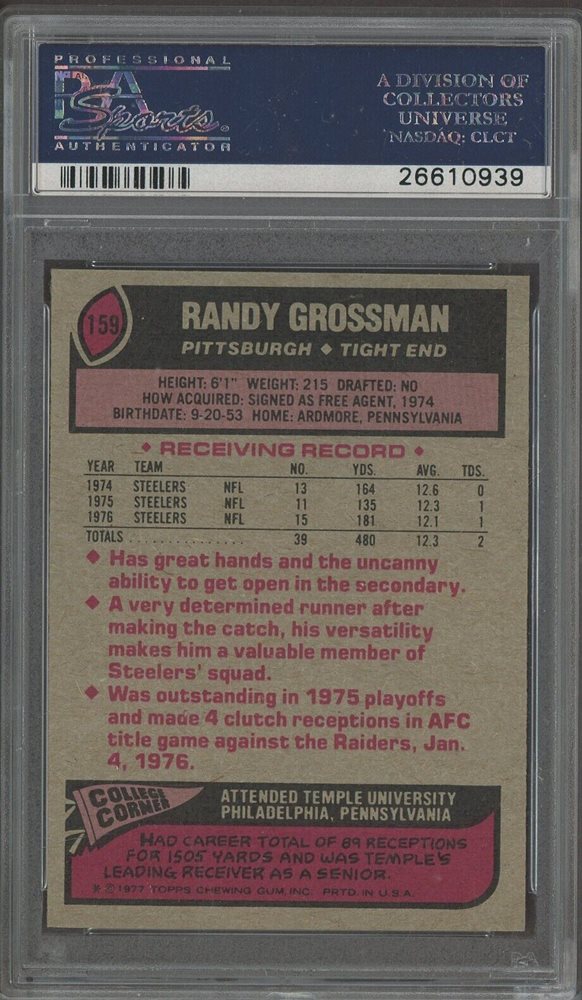 PROFESSIONAL
PSA
Sports®
AUTHENTICATOR
A DIVISION OF
COLLECTORS
UNIVERSE
NASDAQ: CLCT
26610939
159
RANDY GROSSMAN
PITTSBURGH ◆ TIGHT END
HEIGHT: 6'1" WEIGHT: 215 DRAFTED: NO
HOW ACQUIRED: SIGNED AS FREE AGENT, 1974
BIRTHDATE: 9-20-53 HOME: ARDMORE, PENNSYLVANIA
◆ RECEIVING RECORD ◆
YEAR TEAM NO. YDS. AVG. TDS.
1974 STEELERS NFL 13 164 12.6 0
1975 STEELERS NFL 11 135 12.3 1
1976 STEELERS NFL 15 181 12.1 1
TOTALS ............... 39 480 12.3 2
◆ Has great hands and the uncanny
ability to get open in the secondary.
◆ A very determined runner after
making the catch, his versatility
makes him a valuable member of
Steelers' squad.
◆ Was outstanding in 1975 playoffs
and made 4 clutch receptions in AFC
title game against the Raiders, Jan.
4, 1976.
COLLEGE
CORNER
ATTENDED TEMPLE UNIVERSITY
PHILADELPHIA, PENNSYLVANIA
HAD CAREER TOTAL OF 89 RECEPTIONS
FOR 1505 YARDS AND WAS TEMPLE'S
LEADING RECEIVER AS A SENIOR.
* © 1977 TOPPS CHEWING GUM, INC. PRTD. IN U.S.A.
PSA